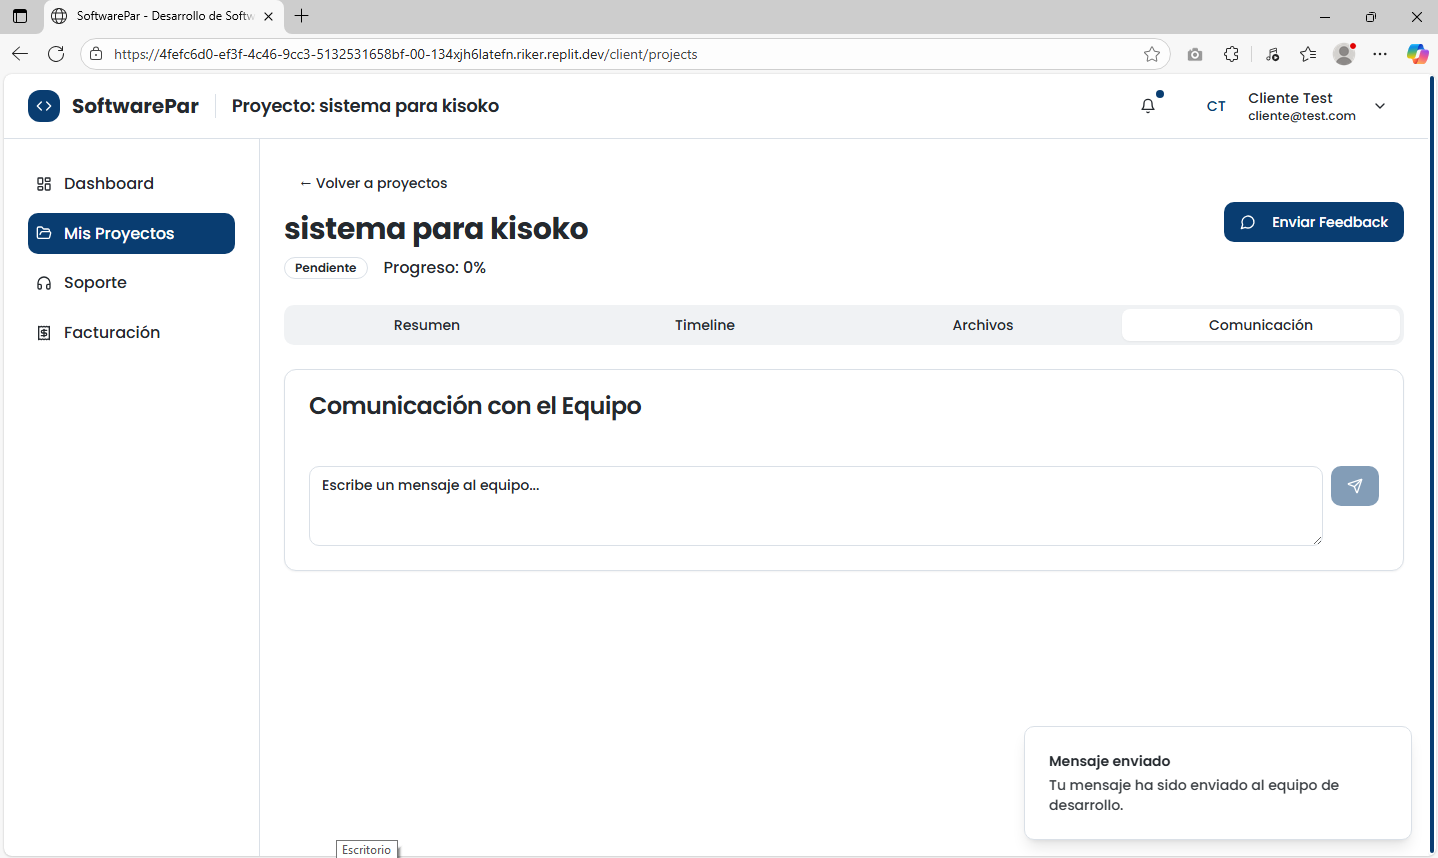 SoftwarePar - Desarrollo de Softw
https://4fefc6d0-ef3f-4c46-9cc3-5132531658bf-00-134xjh6latefn.riker.replit.dev/client/projects
SoftwarePar
Proyecto: sistema para kisoko
CT
Cliente Test
cliente@test.com
Dashboard
Mis Proyectos
Soporte
Facturación
← Volver a proyectos
sistema para kisoko
Enviar Feedback
Pendiente
Progreso: 0%
Resumen
Timeline
Archivos
Comunicación
Comunicación con el Equipo
Escribe un mensaje al equipo...
Mensaje enviado
Tu mensaje ha sido enviado al equipo de
desarrollo.
Escritorio